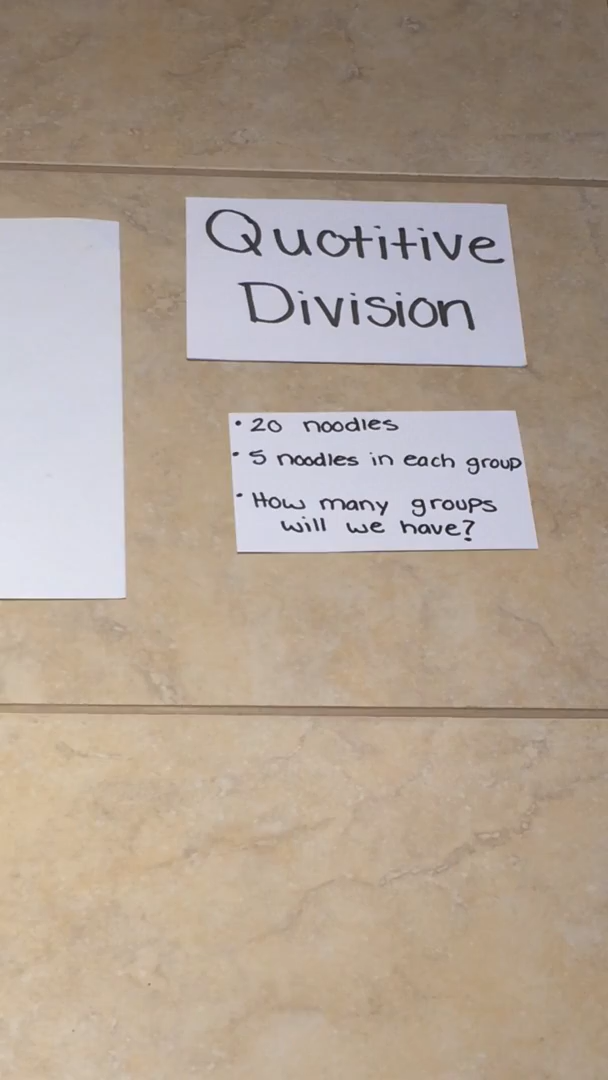 Quotitive
Division
• 20 noodles
• 5 noodles in each group
• How many groups
will we have?